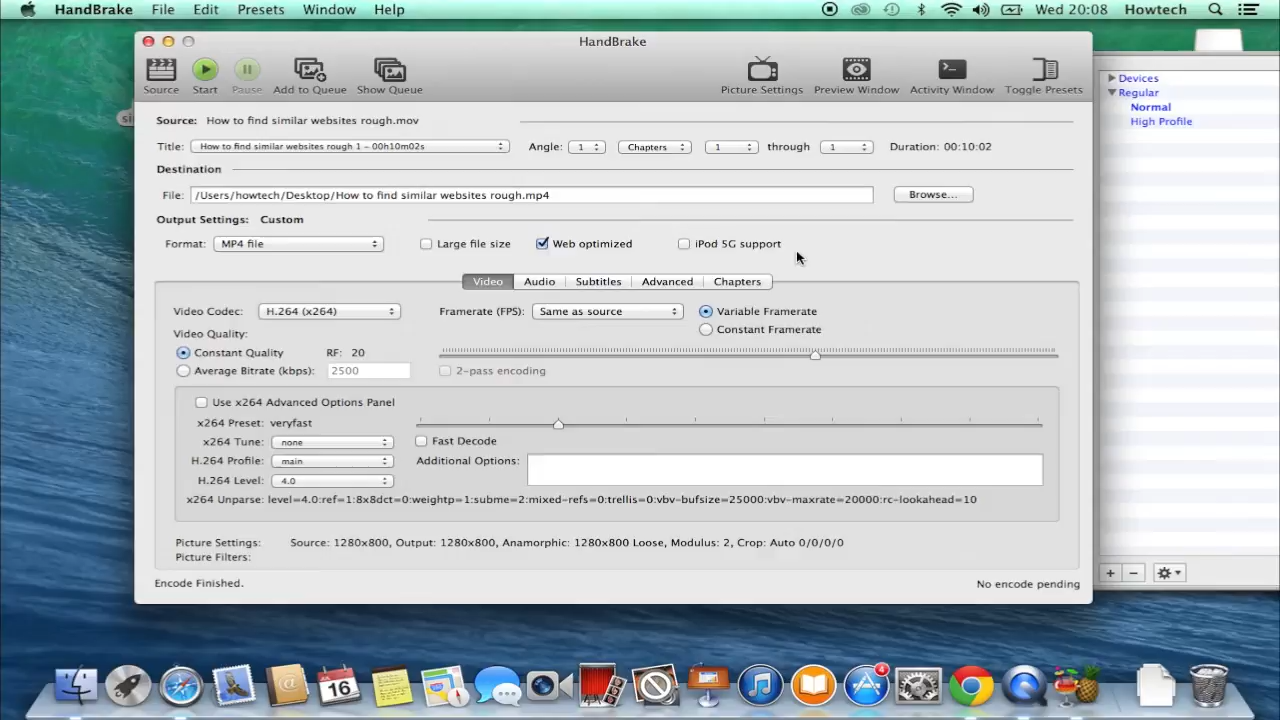 HandBrake File Edit Presets Window Help Wed 20:08 Howtech
HandBrake
Source Start Pause Add to Queue Show Queue Picture Settings Preview Window Activity Window Toggle Presets
Devices
Regular
Normal
High Profile
Source: How to find similar websites rough.mov
Title: How to find similar websites rough 1 – 00h10m02s Angle: 1 Chapters 1 through 1 Duration: 00:10:02
Destination
File: /Users/howtech/Desktop/How to find similar websites rough.mp4 Browse...
Output Settings: Custom
Format: MP4 file Large file size Web optimized iPod 5G support
Video Audio Subtitles Advanced Chapters
Video Codec: H.264 (x264) Framerate (FPS): Same as source Variable Framerate
Constant Framerate
Video Quality:
Constant Quality RF: 20
Average Bitrate (kbps): 2500 2-pass encoding
Use x264 Advanced Options Panel
x264 Preset: veryfast
x264 Tune: none Fast Decode
H.264 Profile: main Additional Options:
H.264 Level: 4.0
x264 Unparse: level=4.0:ref=1:8x8dct=0:weightp=1:subme=2:mixed-refs=0:trellis=0:vbv-bufsize=25000:vbv-maxrate=20000:rc-lookahead=10
Picture Settings: Source: 1280x800, Output: 1280x800, Anamorphic: 1280x800 Loose, Modulus: 2, Crop: Auto 0/0/0/0
Picture Filters:
Encode Finished. No encode pending
16
4